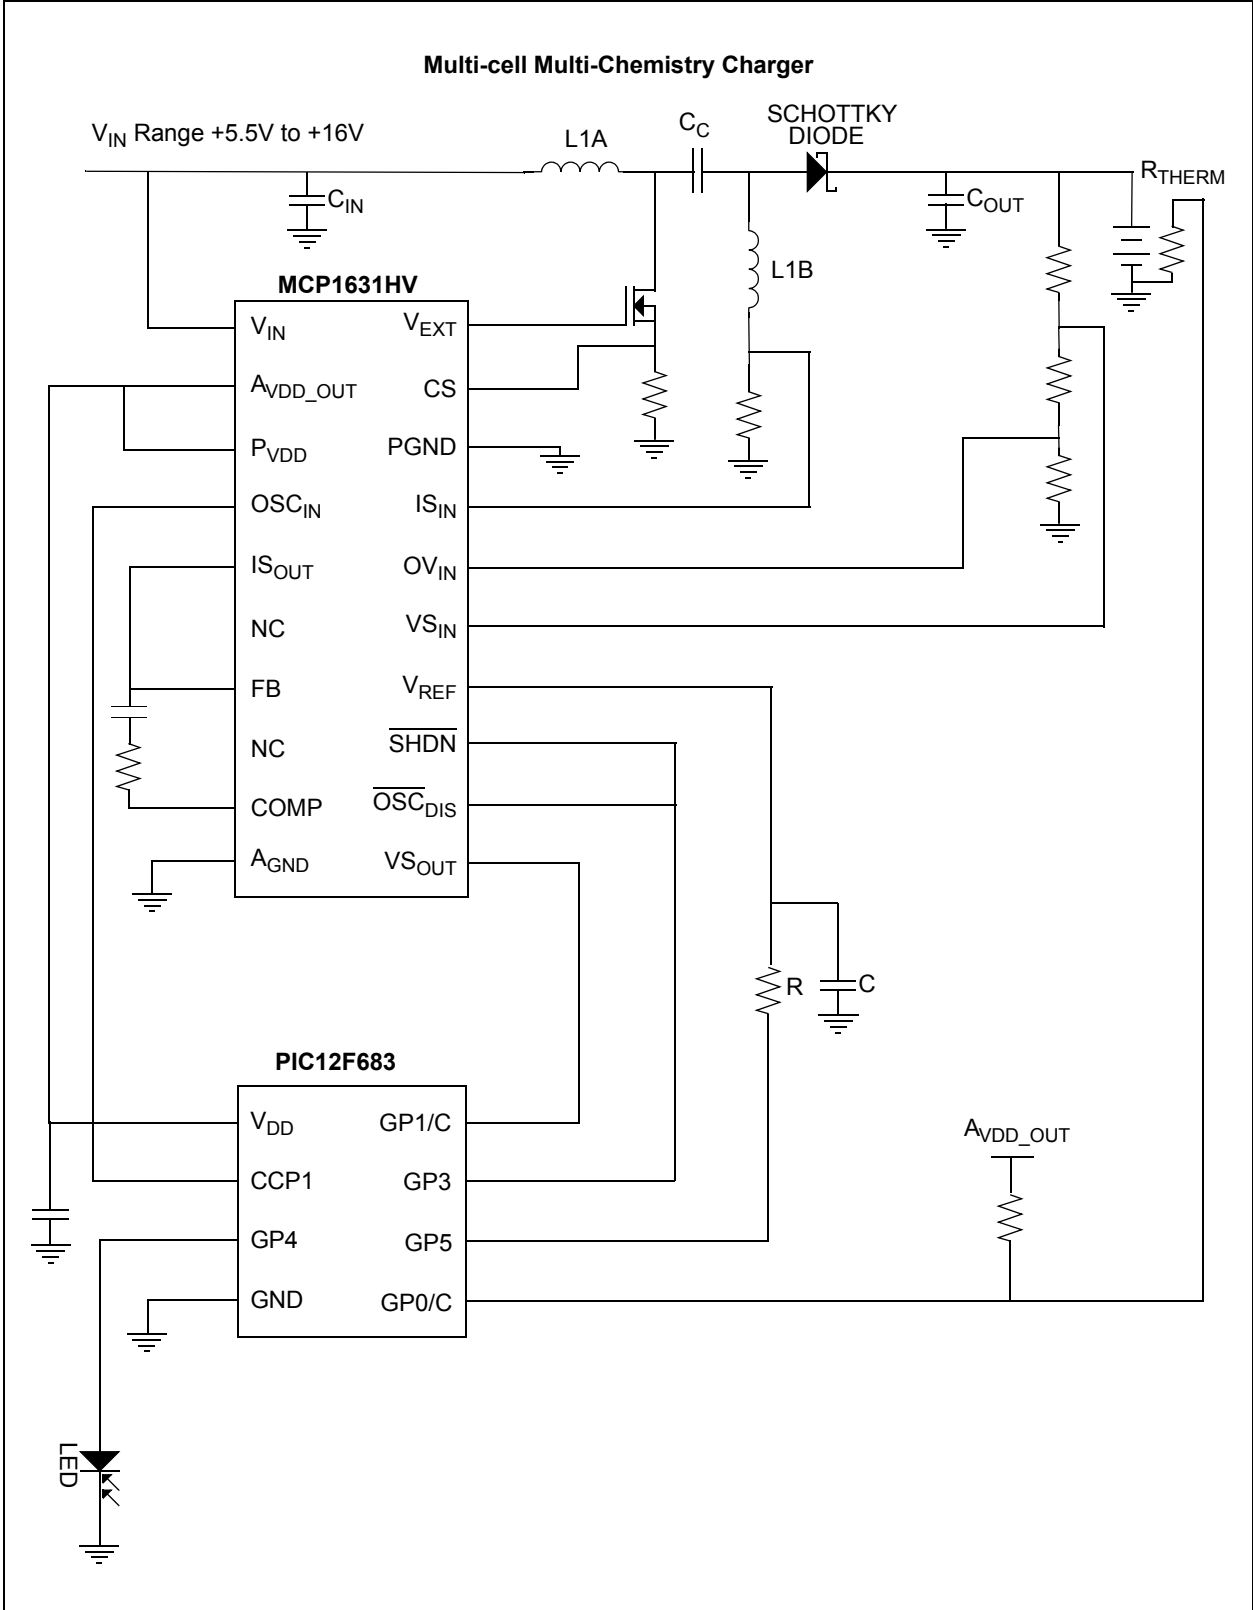 Multi-cell Multi-Chemistry Charger
VIN Range +5.5V to +16V
L1A
CC
SCHOTTKY
DIODE
RTHERM
CIN
COUT
L1B
MCP1631HV
VIN
VEXT
AVDD_OUT
CS
PVDD
PGND
OSCIN
ISIN
ISOUT
OVIN
NC
VSIN
FB
VREF
NC
SHDN
COMP
OSCDIS
AGND
VSOUT
R
C
PIC12F683
VDD
GP1/C
AVDD_OUT
CCP1
GP3
GP4
GP5
GND
GP0/C
LED